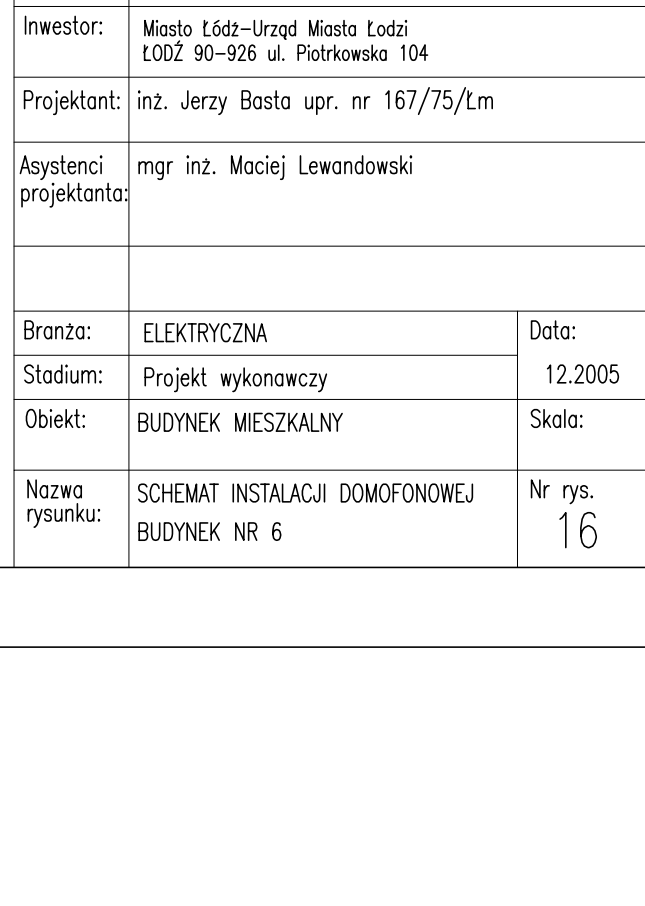 Inwestor:
Miasto Łódź-Urząd Miasta Łodzi
ŁODŹ 90-926 ul. Piotrkowska 104
Projektant:
inż. Jerzy Basta upr. nr 167/75/Łm
Asystenci
projektanta:
mgr inż. Maciej Lewandowski
Branża:
ELEKTRYCZNA
Data:
Stadium:
Projekt wykonawczy
12.2005
Obiekt:
BUDYNEK MIESZKALNY
Skala:
Nazwa
rysunku:
SCHEMAT INSTALACJI DOMOFONOWEJ
BUDYNEK NR 6
Nr rys.
16